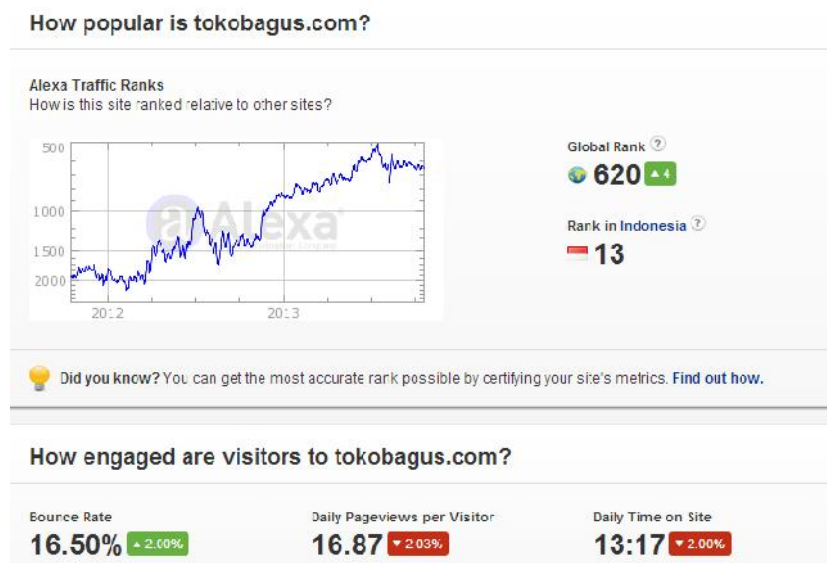 How popular is tokobagus.com?
Alexa Traffic Ranks
How is this site ranked relative to other sites?
500
1000
1500
2000
2012
2013
Alexa
Global Rank ?
620 4
Rank in Indonesia ?
13
Did you know? You can get the most accurate rank possible by certifying your site's metrics. Find out how.
How engaged are visitors to tokobagus.com?
Bounce Rate
16.50% 2.00%
Daily Pageviews per Visitor
16.87 2.03%
Daily Time on Site
13:17 2.00%